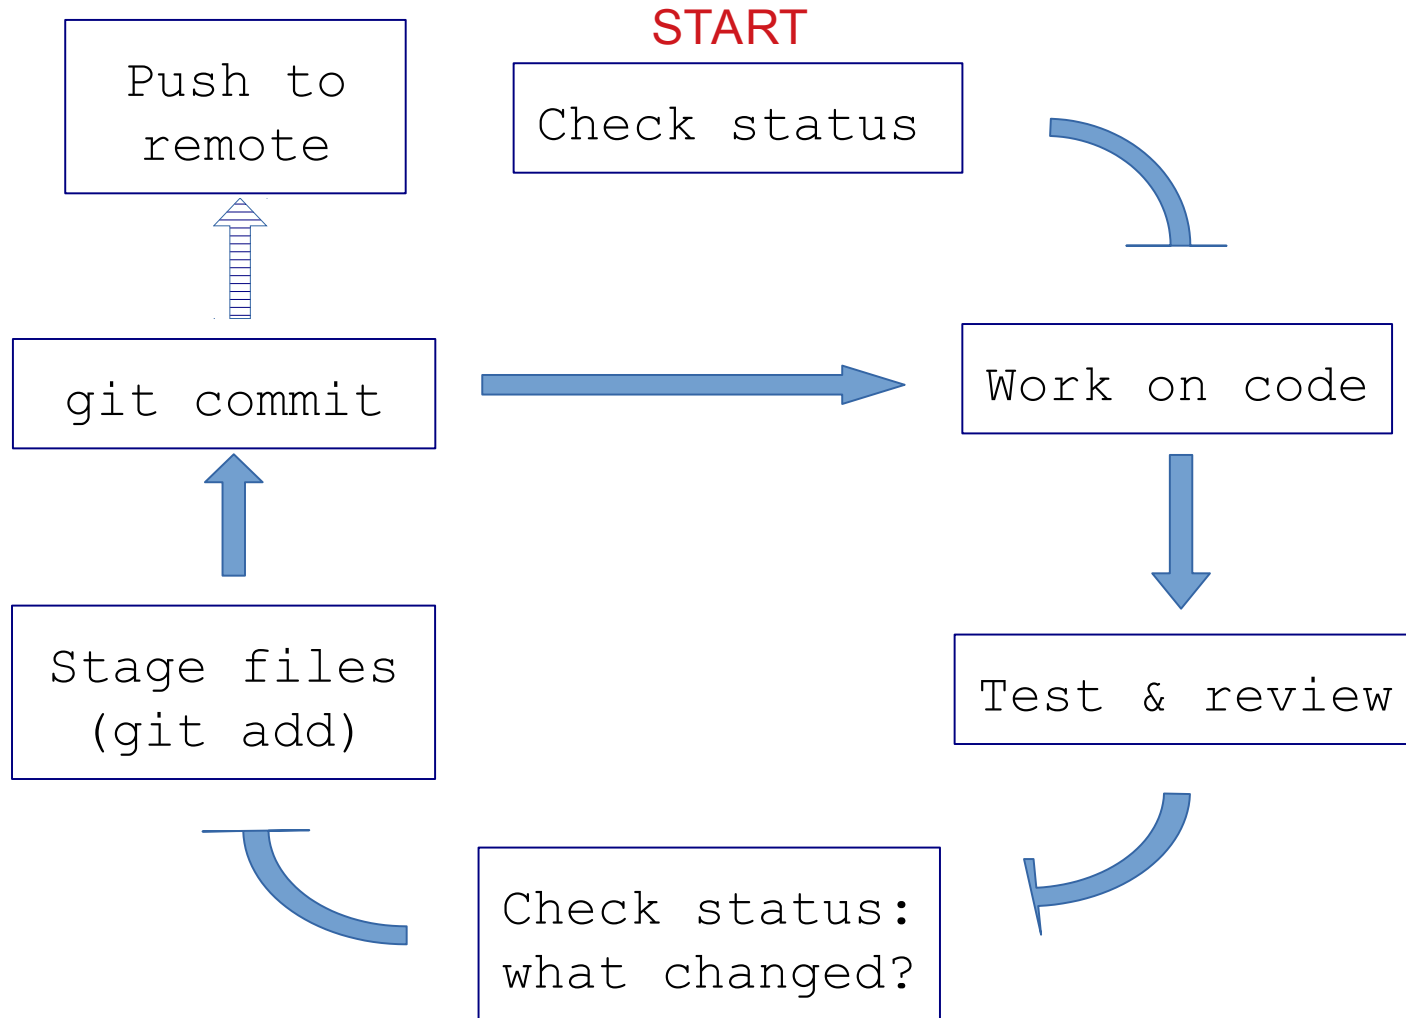 START
Check status
Work on code
Test & review
Check status:
what changed?
Stage files
(git add)
git commit
Push to
remote